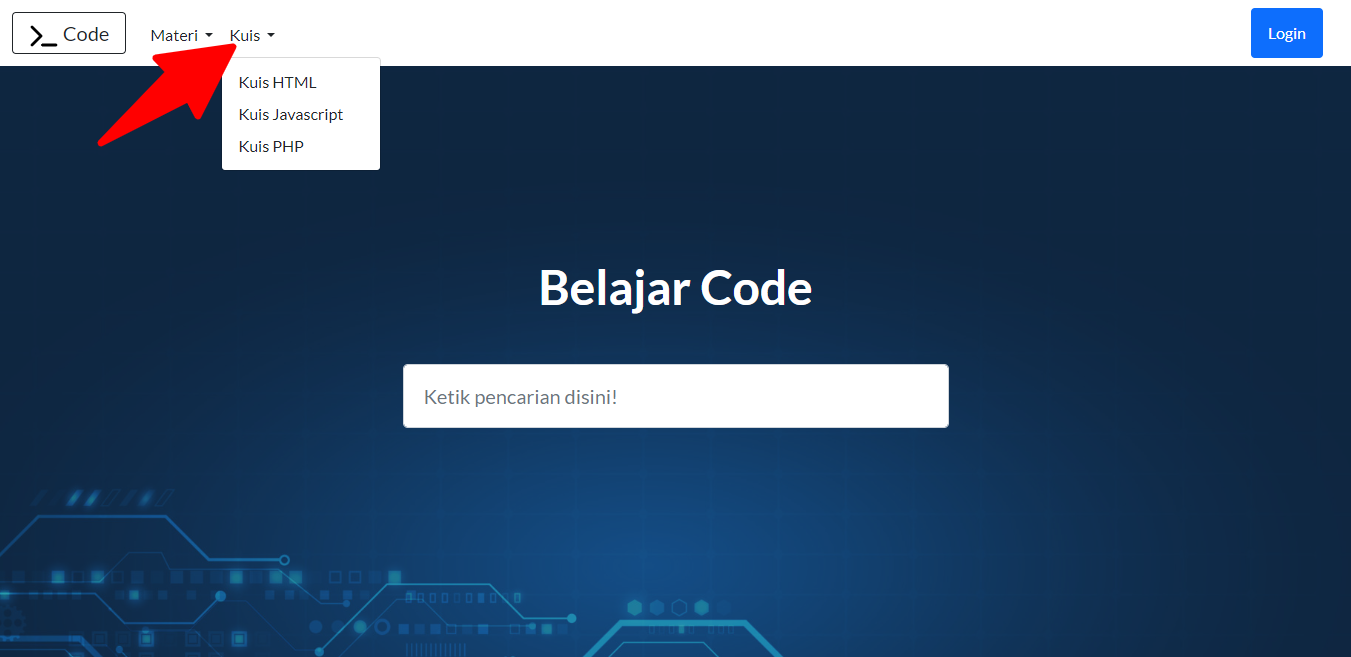 >_ Code
Materi
Kuis
Login
Kuis HTML
Kuis Javascript
Kuis PHP
Belajar Code
Ketik pencarian disini!